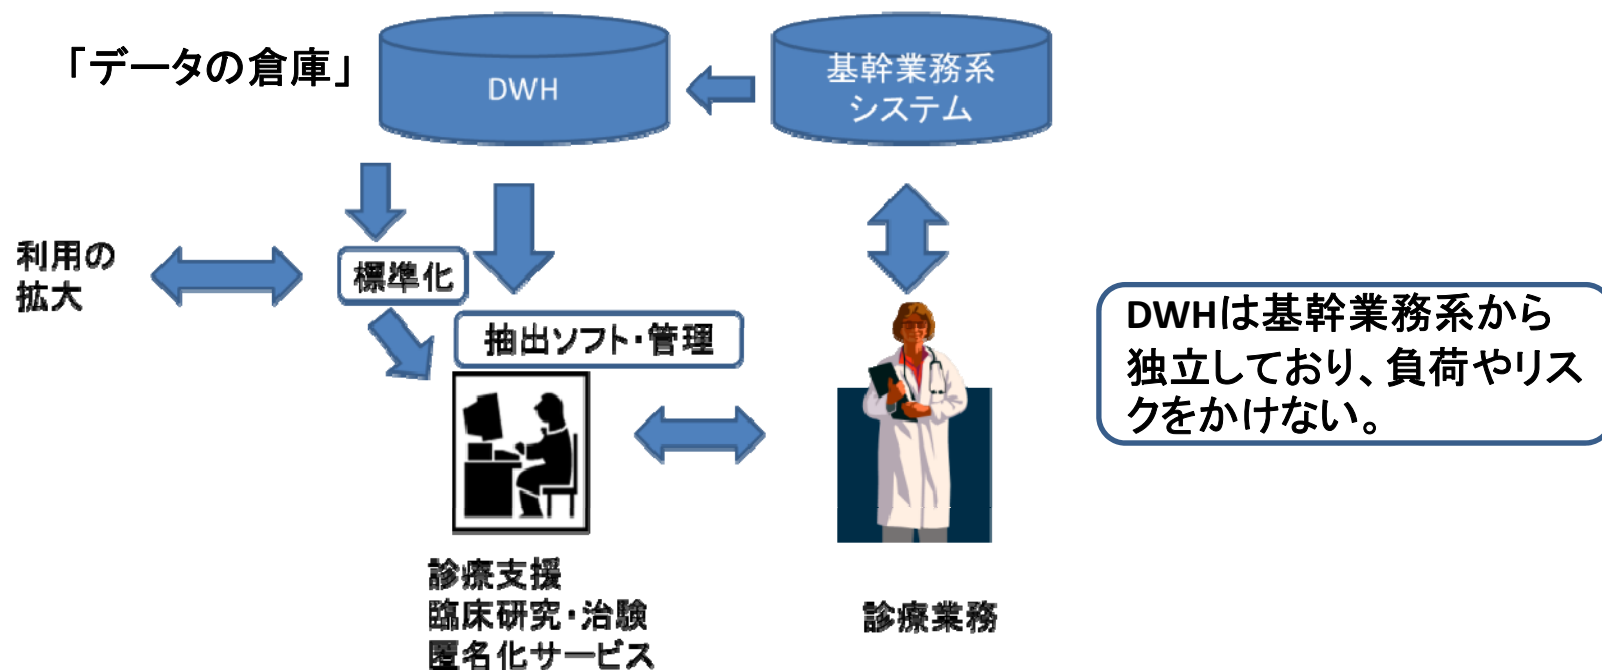 「データの倉庫」
DWH
基幹業務系
システム
利用の
拡大
標準化
抽出ソフト・管理
DWHは基幹業務系から
独立しており、負荷やリス
クをかけない。
診療支援
臨床研究・治験
匿名化サービス
診療業務